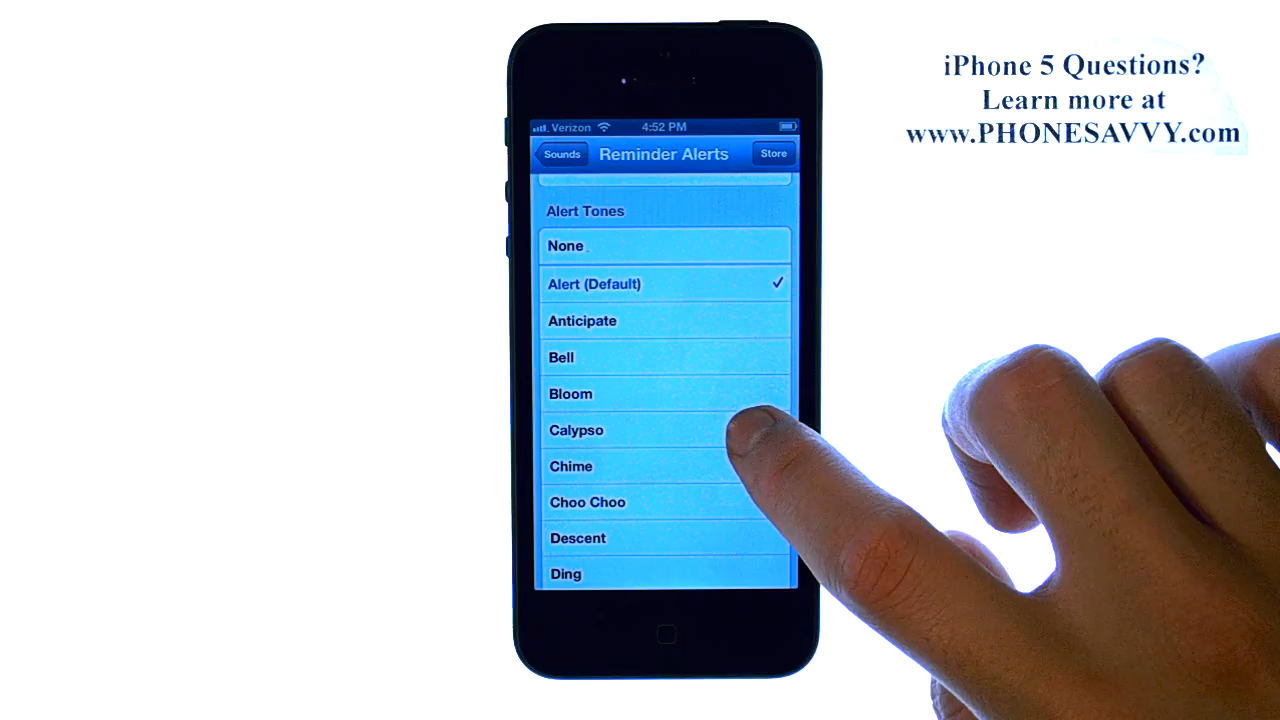 iPhone 5 Questions?
Learn more at
www.PHONESAVVY.com
Verizon 4:52 PM
Sounds Reminder Alerts Store
Alert Tones
None
Alert (Default)
Anticipate
Bell
Bloom
Calypso
Chime
Choo Choo
Descent
Ding